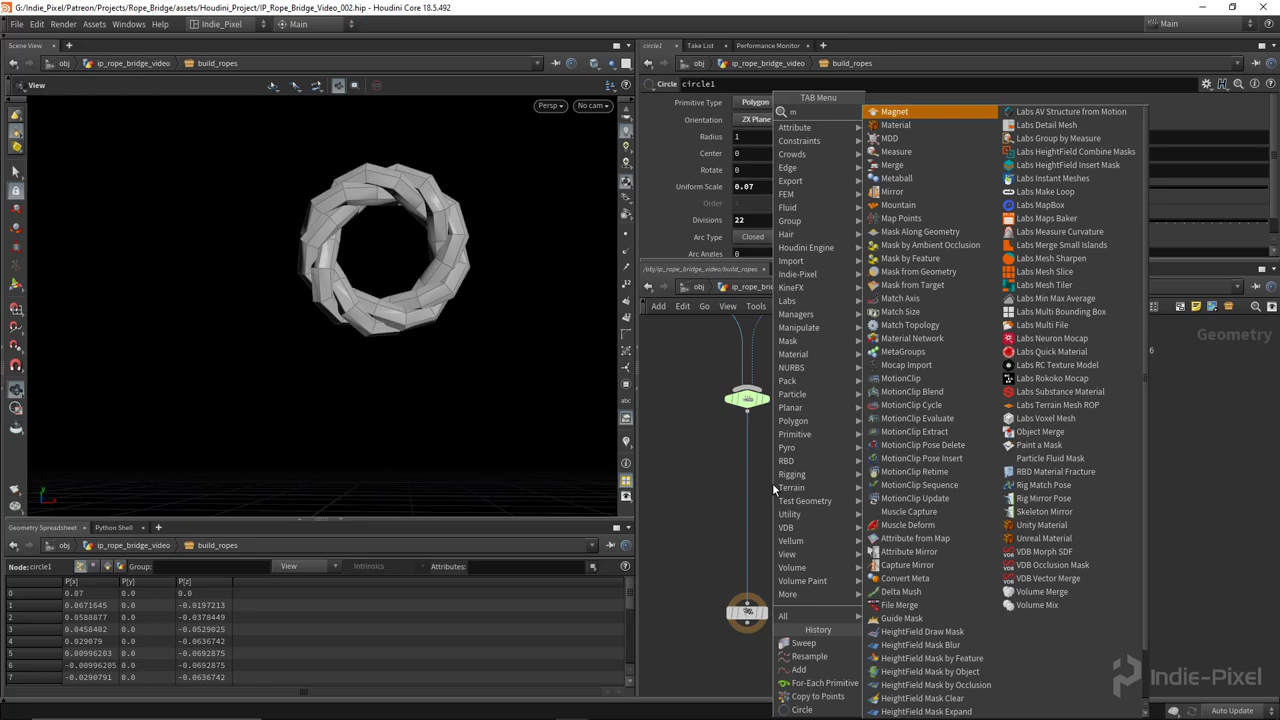 G:/Indie_Pixel/Patreon/Projects/Rope_Bridge/assets/Houdini_Project/IP_Rope_Bridge_Video_002.hip - Houdini Core 18.5.492
File Edit Render Assets Windows Help Indie_Pixel Main Main
Scene View
circle1 Take List Performance Monitor
obj ip_rope_bridge_video build_ropes
obj ip_rope_bridge_video build_ropes
View
Circle circle1
Persp No cam
Primitive Type Polygon
Orientation ZX Plane
Radius 1
Center 0
Rotate 0
Uniform Scale 0.07
Order 4
Divisions 22
Arc Type Closed
Arc Angles 0
/obj/ip_rope_bridge_video/build_ropes
obj ip_rope_brid
Add Edit Go View Tools
Geometry
6
TAB Menu
m
Attribute
Constraints
Crowds
Edge
Export
FEM
Fluid
Group
Hair
Houdini Engine
Import
Indie-Pixel
KineFX
Labs
Managers
Manipulate
Mask
Material
NURBS
Pack
Particle
Planar
Polygon
Primitive
Pyro
RBD
Rigging
Terrain
Test Geometry
Utility
VDB
Vellum
View
Volume
Volume Paint
More
All
History
Sweep
Resample
Add
For-Each Primitive
Copy to Points
Circle
Magnet
Material
MDD
Measure
Merge
Metaball
Mirror
Mountain
Map Points
Mask Along Geometry
Mask by Ambient Occlusion
Mask by Feature
Mask from Geometry
Mask from Target
Match Axis
Match Size
Match Topology
Material Network
MetaGroups
Mocap Import
MotionClip
MotionClip Blend
MotionClip Cycle
MotionClip Evaluate
MotionClip Extract
MotionClip Pose Delete
MotionClip Pose Insert
MotionClip Retime
MotionClip Sequence
MotionClip Update
Muscle Capture
Muscle Deform
Attribute from Map
Attribute Mirror
Capture Mirror
Convert Meta
Delta Mush
File Merge
Guide Mask
HeightField Draw Mask
HeightField Mask Blur
HeightField Mask by Feature
HeightField Mask by Object
HeightField Mask by Occlusion
HeightField Mask Clear
HeightField Mask Expand
Labs AV Structure from Motion
Labs Detail Mesh
Labs Group by Measure
Labs HeightField Combine Masks
Labs HeightField Insert Mask
Labs Instant Meshes
Labs Make Loop
Labs MapBox
Labs Maps Baker
Labs Measure Curvature
Labs Merge Small Islands
Labs Mesh Sharpen
Labs Mesh Slice
Labs Mesh Tiler
Labs Min Max Average
Labs Multi Bounding Box
Labs Multi File
Labs Neuron Mocap
Labs Quick Material
Labs RC Texture Model
Labs Rokoko Mocap
Labs Substance Material
Labs Terrain Mesh ROP
Labs Voxel Mesh
Object Merge
Paint a Mask
Particle Fluid Mask
RBD Material Fracture
Rig Match Pose
Rig Mirror Pose
Skeleton Mirror
Unity Material
Unreal Material
VDB Morph SDF
VDB Occlusion Mask
VDB Vector Merge
Volume Merge
Volume Mix
Geometry Spreadsheet Python Shell
obj ip_rope_bridge_video build_ropes
Node: circle1 Group: View Intrinsics Attributes:
P[x] P[y] P[z]
0 0.07 0.0 0.0
1 0.0671645 0.0 -0.0197213
2 0.0588877 0.0 -0.0378449
3 0.0458402 0.0 -0.0529025
4 0.029079 0.0 -0.0636742
5 0.00996203 0.0 -0.0692875
6 -0.00996205 0.0 -0.0692875
7 -0.0290791 0.0 -0.0636742
Indie-Pixel
Auto Update